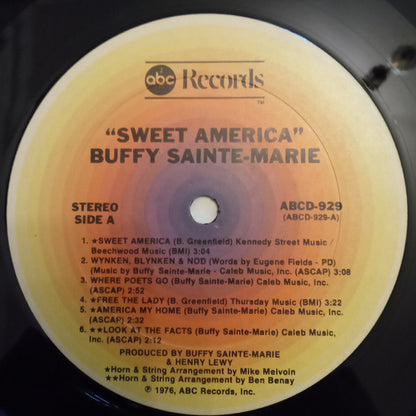 abc Records
TM
"SWEET AMERICA"
BUFFY SAINTE-MARIE
STEREO
SIDE A
ABCD-929
(ABCD-929-A)
1. ★SWEET AMERICA (B. Greenfield) Kennedy Street Music /
Beechwood Music (BMI) 3:04
2. WYNKEN, BLYNKEN & NOD (Words by Eugene Fields - PD)
(Music by Buffy Sainte-Marie - Caleb Music, Inc. (ASCAP) 3:08
3. WHERE POETS GO (Buffy Sainte-Marie) Caleb Music, Inc.
(ASCAP) 2:52
4. ★FREE THE LADY (B. Greenfield) Thursday Music (BMI) 3:22
5. ★AMERICA MY HOME (Buffy Sainte-Marie) Caleb Music, Inc.
(ASCAP) 2:32
6. ★★LOOK AT THE FACTS (Buffy Sainte-Marie) Caleb Music,
Inc. (ASCAP) 2:12
PRODUCED BY BUFFY SAINTE-MARIE
& HENRY LEWY
★Horn & String Arrangement by Mike Melvoin
★★Horn & String Arrangement by Ben Benay
℗ 1976, ABC Records, Inc.